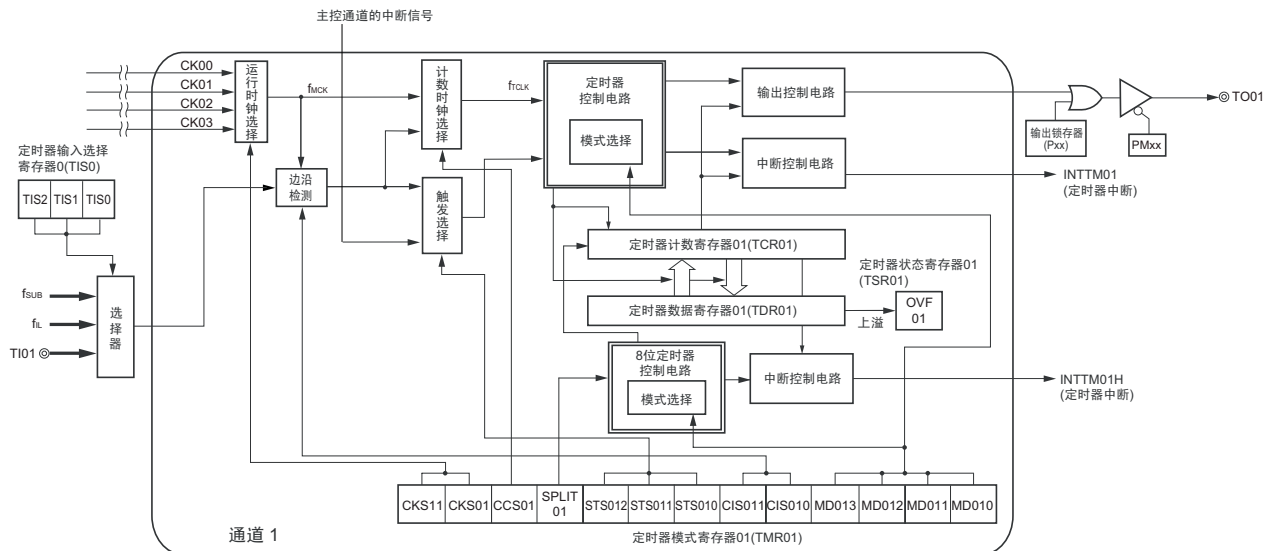 主控通道的中断信号
CK00
CK01
CK02
CK03
运行时钟选择
fMCK
计数时钟选择
fTCLK
定时器
控制电路
模式选择
输出控制电路
中断控制电路
输出锁存器
(Pxx)
PMxx
TO01
INTTM01
(定时器中断)
定时器输入选择
寄存器0(TIS0)
TIS2
TIS1
TIS0
边沿
检测
触发选择
定时器计数寄存器01(TCR01)
定时器状态寄存器01
(TSR01)
定时器数据寄存器01(TDR01)
上溢
OVF
01
fSUB
fIL
TI01
选择器
8位定时器
控制电路
模式选择
中断控制电路
INTTM01H
(定时器中断)
CKS11
CKS01
CCS01
SPLIT
01
STS012
STS011
STS010
CIS011
CIS010
MD013
MD012
MD011
MD010
通道 1
定时器模式寄存器01(TMR01)